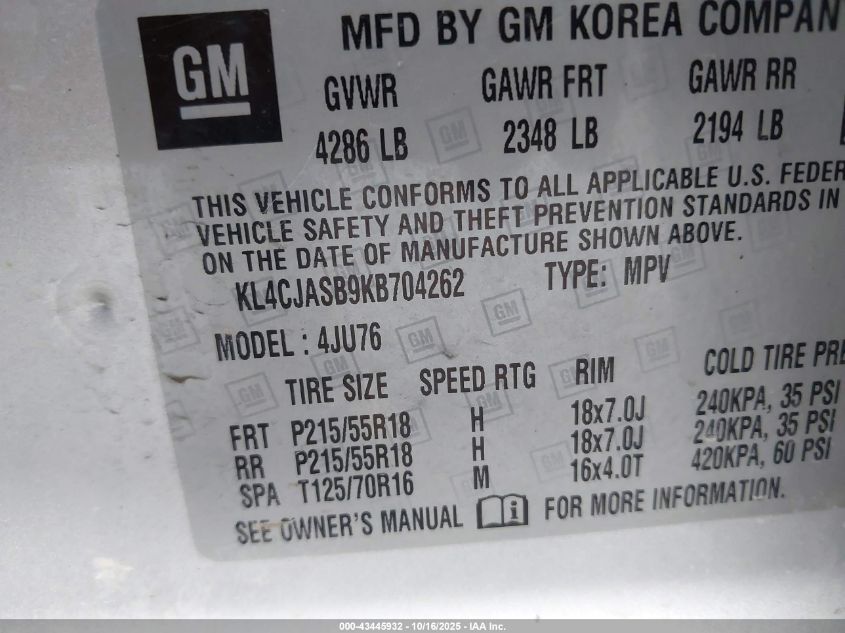 GM
MFD BY GM KOREA COMPAN
GVWR GAWR FRT GAWR RR
4286 LB 2348 LB 2194 LB
THIS VEHICLE CONFORMS TO ALL APPLICABLE U.S. FEDER
VEHICLE SAFETY AND THEFT PREVENTION STANDARDS IN
ON THE DATE OF MANUFACTURE SHOWN ABOVE.
KL4CJASB9KB704262 TYPE: MPV
MODEL : 4JU76
TIRE SIZE SPEED RTG RIM COLD TIRE PRE
FRT P215/55R18 H 18x7.0J 240KPA, 35 PSI
RR P215/55R18 H 18x7.0J 240KPA, 35 PSI
SPA T125/70R16 M 16x4.0T 420KPA, 60 PSI
SEE OWNER'S MANUAL i FOR MORE INFORMATION.
000-43445932 - 10/16/2025 - IAA Inc.